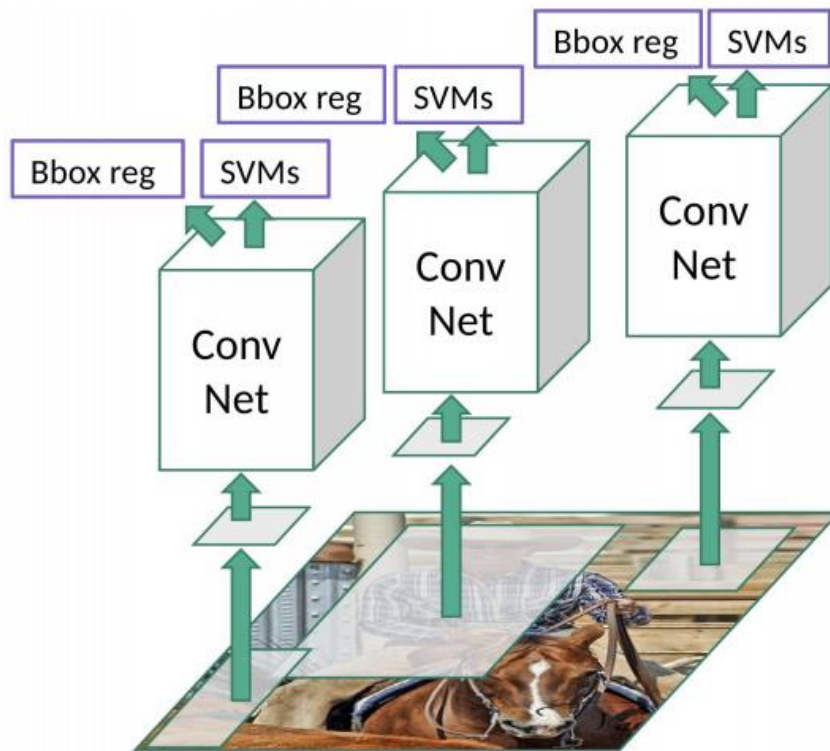 Bbox reg SVMs
Bbox reg SVMs
Bbox reg SVMs
Conv
Net
Conv
Net
Conv
Net